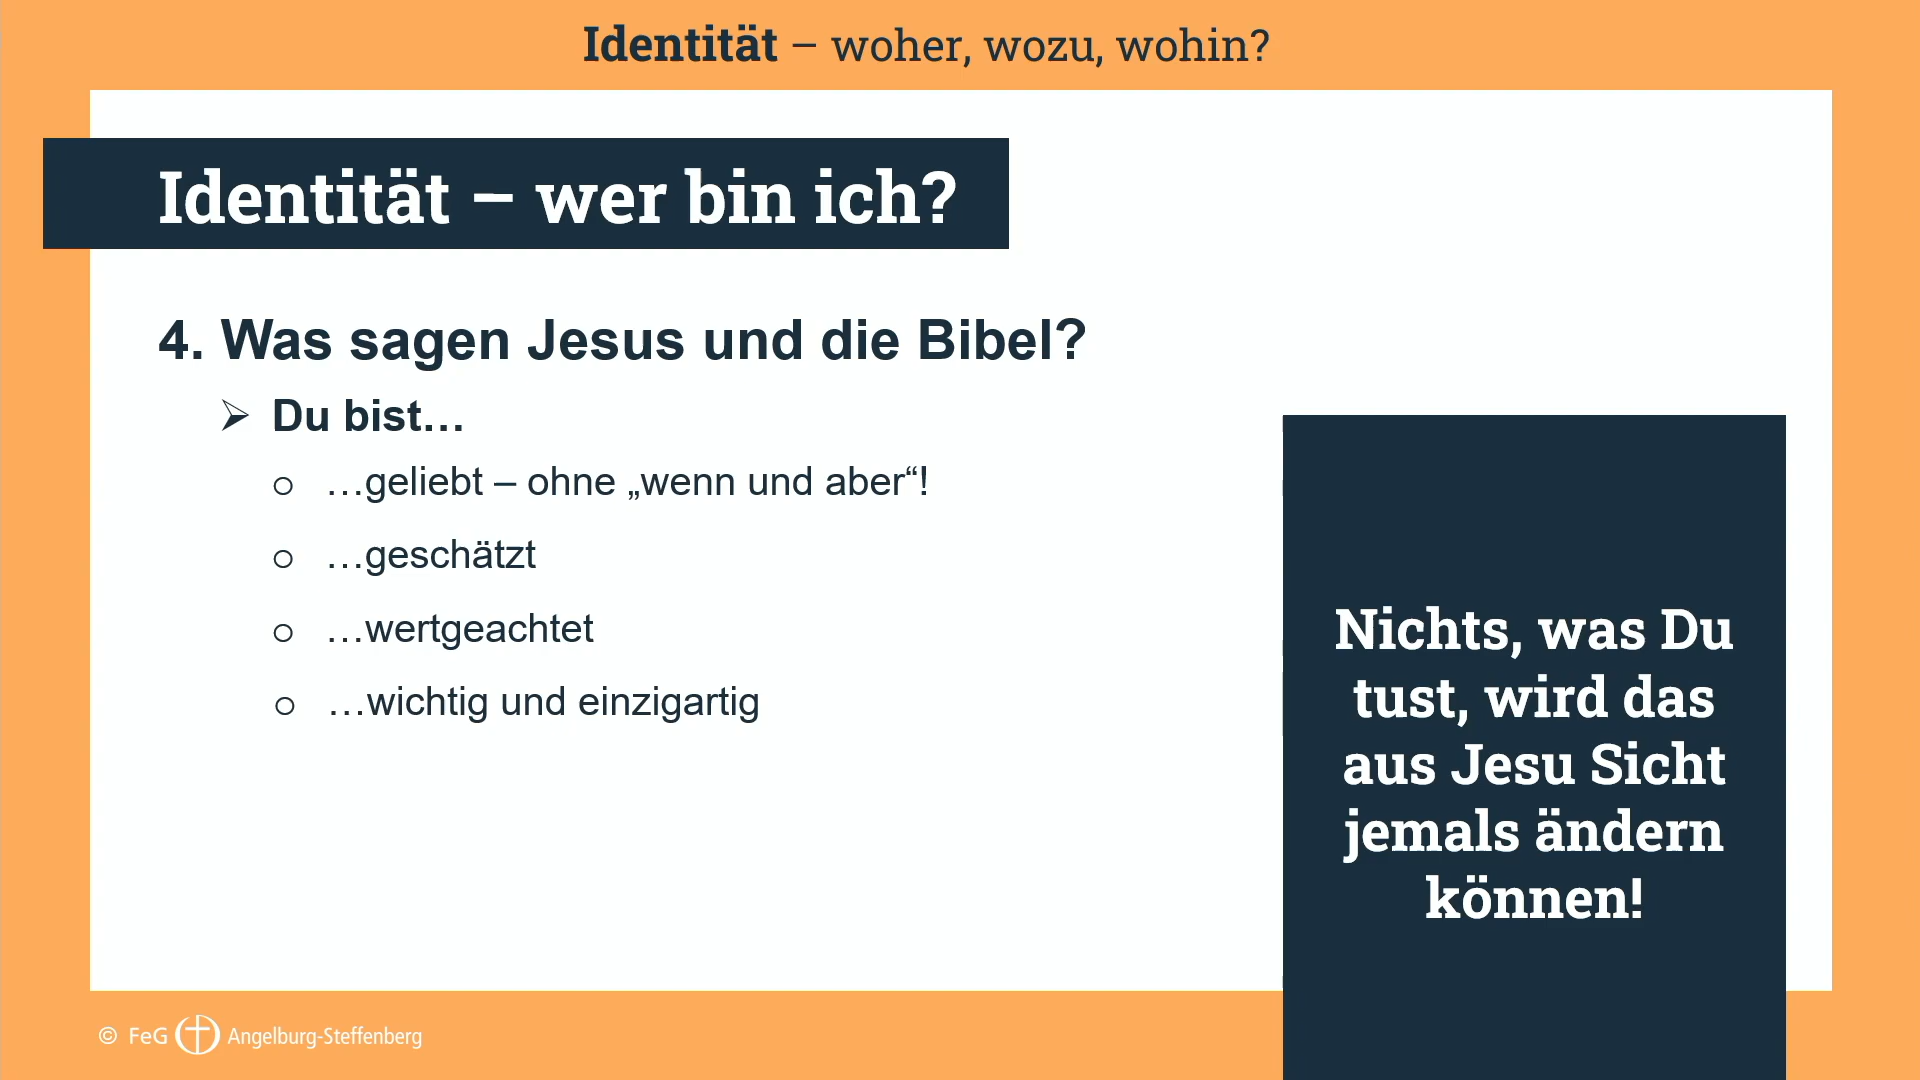 Identität – woher, wozu, wohin?
Identität – wer bin ich?
4. Was sagen Jesus und die Bibel?
➢ Du bist…
o …geliebt – ohne „wenn und aber“!
o …geschätzt
o …wertgeachtet
o …wichtig und einzigartig
Nichts, was Du
tust, wird das
aus Jesu Sicht
jemals ändern
können!
© FeG Angelburg-Steffenberg